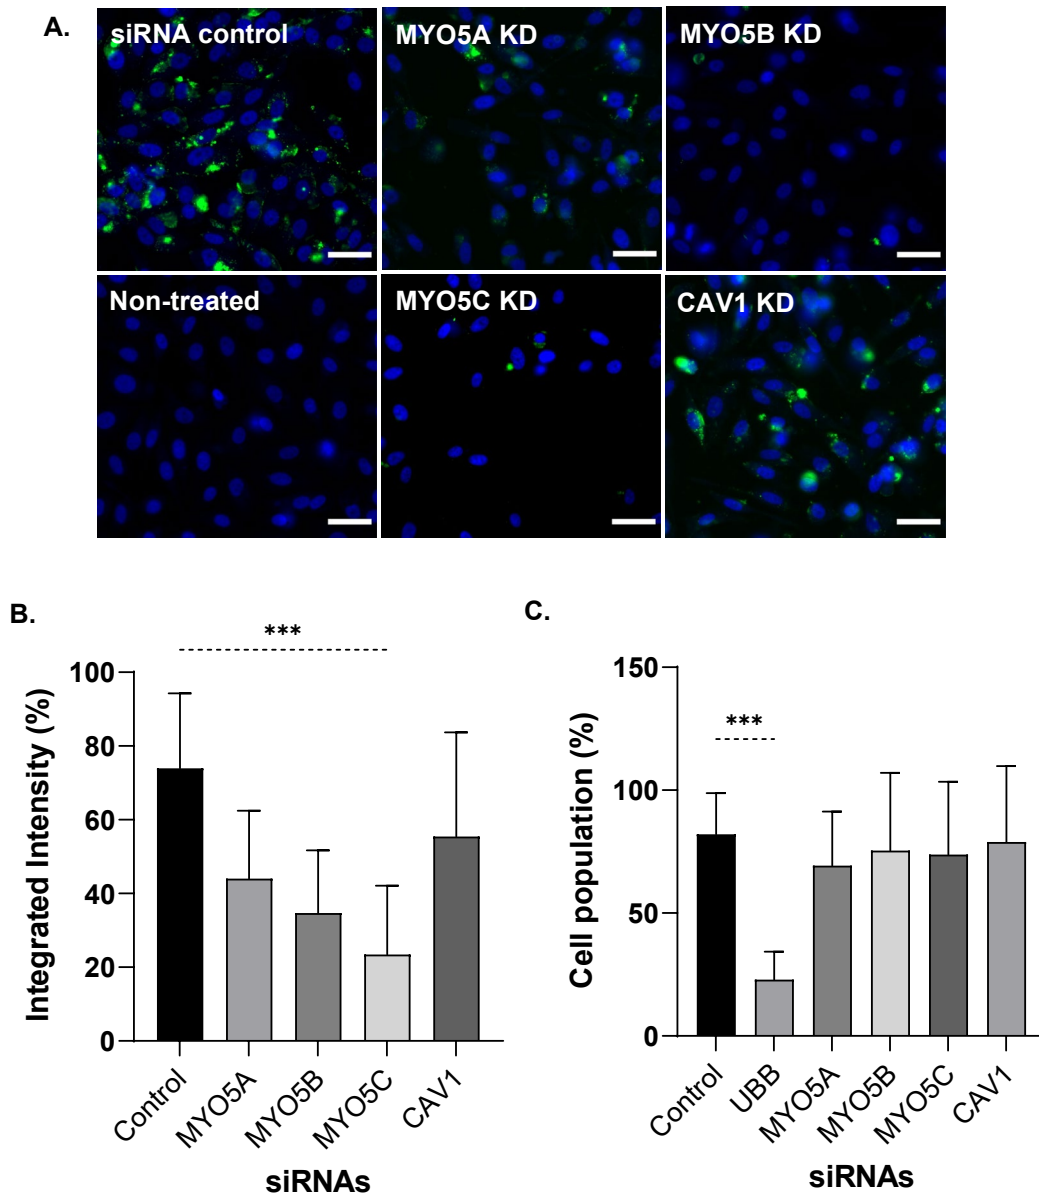 A.
siRNA control
MYO5A KD
MYO5B KD
Non-treated
MYO5C KD
CAV1 KD
B.
***
Integrated Intensity (%)
100
80
60
40
20
0
Control
MYO5A
MYO5B
MYO5C
CAV1
siRNAs
C.
***
Cell population (%)
150
100
50
0
Control
UBB
MYO5A
MYO5B
MYO5C
CAV1
siRNAs